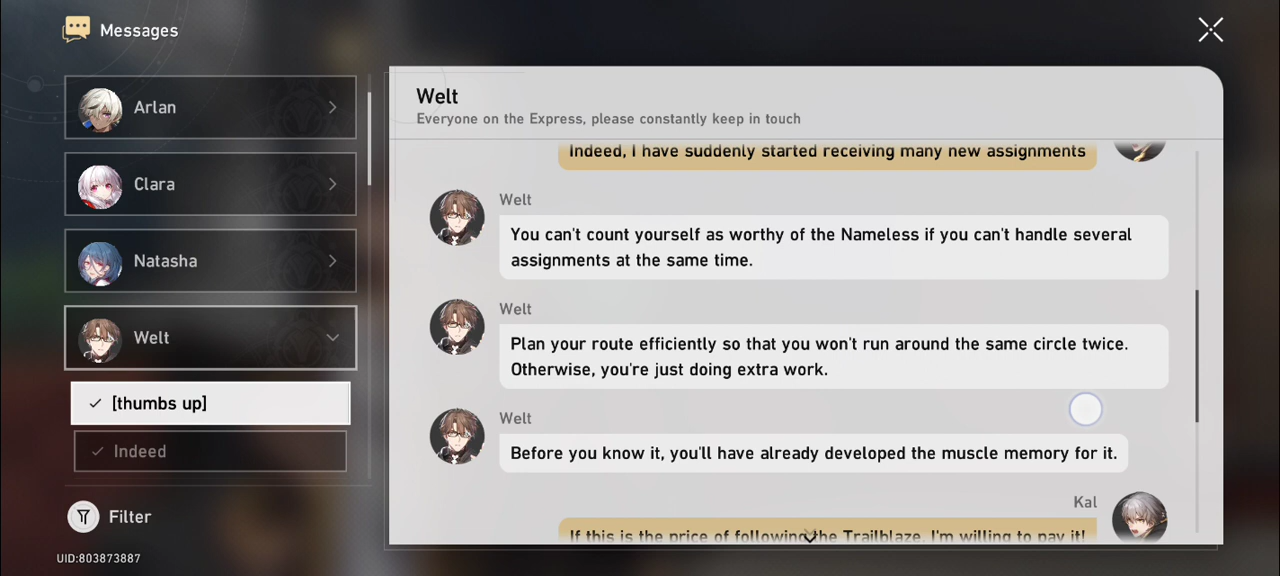 Messages
Arlan
Clara
Natasha
Welt
[thumbs up]
Indeed
Filter
UID:803873887
Welt
Everyone on the Express, please constantly keep in touch
Indeed, I have suddenly started receiving many new assignments
Welt
You can't count yourself as worthy of the Nameless if you can't handle several
assignments at the same time.
Welt
Plan your route efficiently so that you won't run around the same circle twice.
Otherwise, you're just doing extra work.
Welt
Before you know it, you'll have already developed the muscle memory for it.
Kal
If this is the price of following the Trailblaze, I'm willing to pay it!